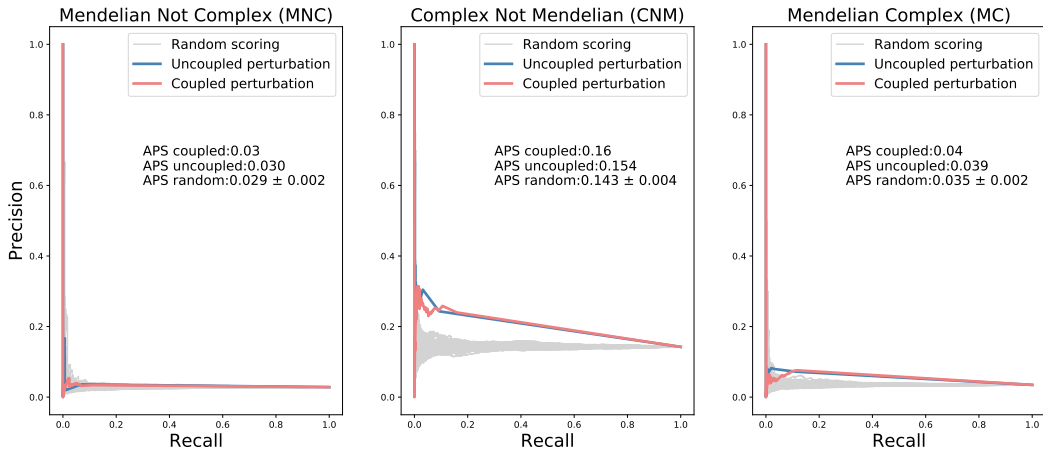 Mendelian Not Complex (MNC)
Random scoring
Uncoupled perturbation
Coupled perturbation
APS coupled:0.03
APS uncoupled:0.030
APS random:0.029 ± 0.002
Precision
1.0
0.8
0.6
0.4
0.2
0.0
0.0 0.2 0.4 0.6 0.8 1.0
Recall
Complex Not Mendelian (CNM)
Random scoring
Uncoupled perturbation
Coupled perturbation
APS coupled:0.16
APS uncoupled:0.154
APS random:0.143 ± 0.004
1.0
0.8
0.6
0.4
0.2
0.0
0.0 0.2 0.4 0.6 0.8 1.0
Recall
Mendelian Complex (MC)
Random scoring
Uncoupled perturbation
Coupled perturbation
APS coupled:0.04
APS uncoupled:0.039
APS random:0.035 ± 0.002
1.0
0.8
0.6
0.4
0.2
0.0
0.0 0.2 0.4 0.6 0.8 1.0
Recall